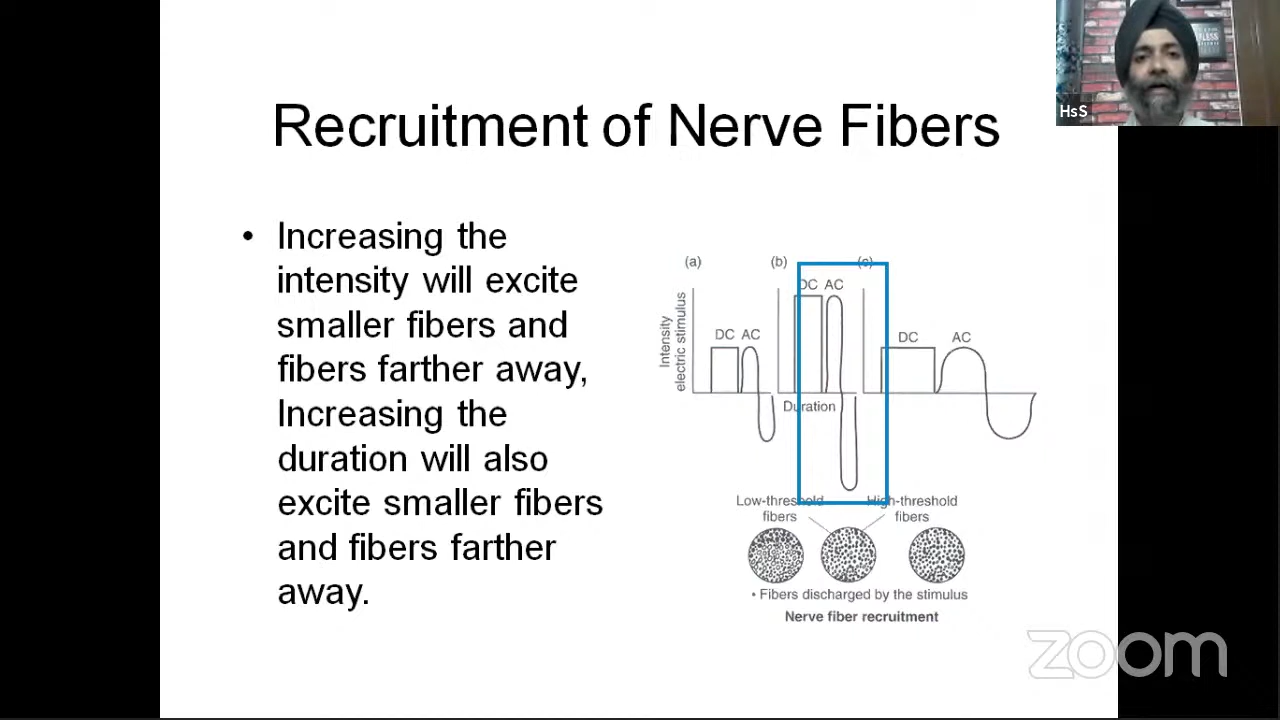 HsS
Recruitment of Nerve Fibers
• Increasing the
intensity will excite
smaller fibers and
fibers farther away,
Increasing the
duration will also
excite smaller fibers
and fibers farther
away.
(a) (b) (c)
DC AC
DC AC
DC AC
Intensity
electric stimulus
Duration
Low-threshold
fibers
High-threshold
fibers
• Fibers discharged by the stimulus
Nerve fiber recruitment
zoom